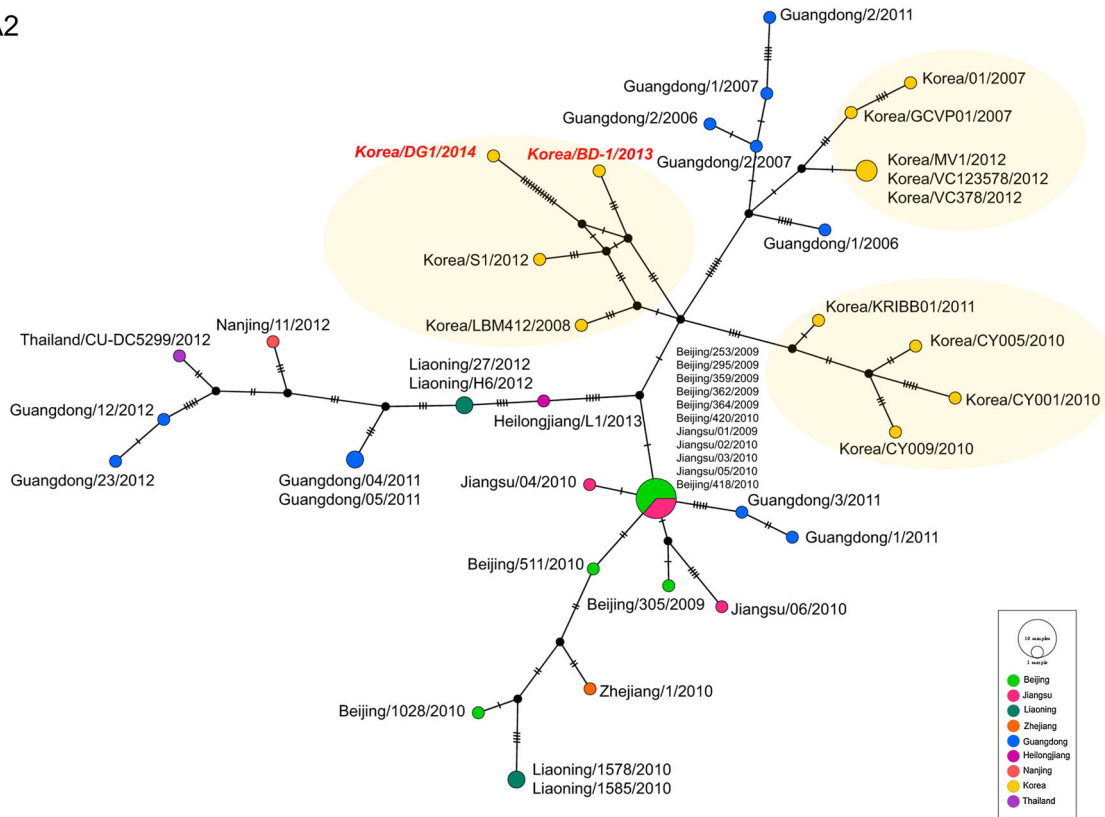 A2
Guangdong/2/2011
Guangdong/1/2007
Korea/01/2007
Guangdong/2/2006
Korea/GCVP01/2007
Korea/DG1/2014
Korea/BD-1/2013
Guangdong/2/2007
Korea/MV1/2012
Korea/VC123578/2012
Korea/VC378/2012
Guangdong/1/2006
Korea/S1/2012
Korea/LBM412/2008
Korea/KRIBB01/2011
Korea/CY005/2010
Korea/CY001/2010
Korea/CY009/2010
Thailand/CU-DC5299/2012
Nanjing/11/2012
Liaoning/27/2012
Liaoning/H6/2012
Heilongjiang/L1/2013
Guangdong/12/2012
Guangdong/23/2012
Guangdong/04/2011
Guangdong/05/2011
Beijing/253/2009
Beijing/295/2009
Beijing/359/2009
Beijing/362/2009
Beijing/364/2009
Beijing/420/2010
Jiangsu/01/2009
Jiangsu/02/2010
Jiangsu/03/2010
Jiangsu/05/2010
Beijing/418/2010
Jiangsu/04/2010
Guangdong/3/2011
Guangdong/1/2011
Beijing/511/2010
Beijing/305/2009
Jiangsu/06/2010
Zhejiang/1/2010
Beijing/1028/2010
Liaoning/1578/2010
Liaoning/1585/2010
10 samples
1 sample
Beijing
Jiangsu
Liaoning
Zhejiang
Guangdong
Heilongjiang
Nanjing
Korea
Thailand